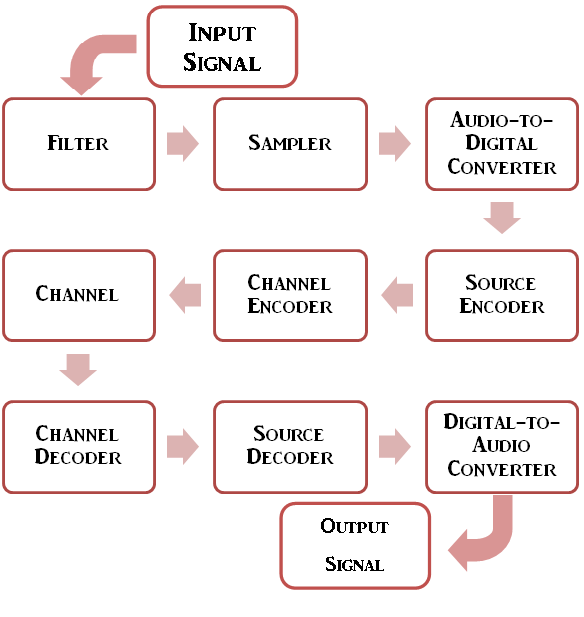 Input
Signal
Filter
Sampler
Audio-to-
Digital
Converter
Channel
Channel
Encoder
Source
Encoder
Channel
Decoder
Source
Decoder
Digital-to-
Audio
Converter
Output
Signal